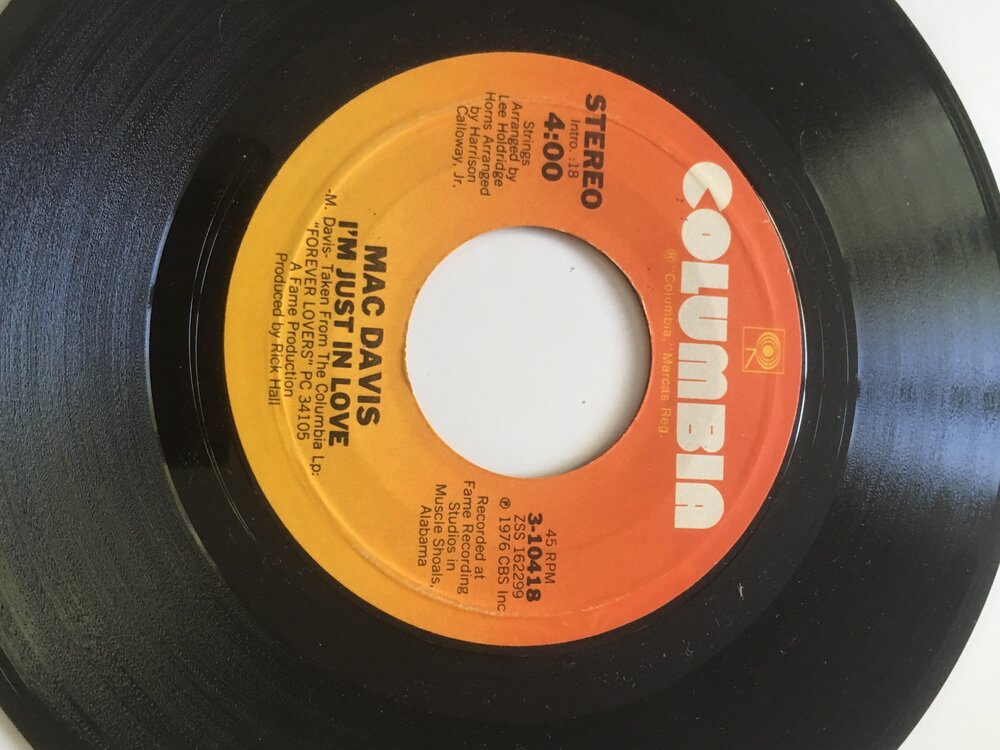 COLUMBIA
® "Columbia," Marcas Reg.
STEREO
Intro. :18
4:00
Strings
Arranged by
Lee Holdridge
Horns Arranged
by Harrison
Calloway, Jr.
45 RPM
3-10418
ZSS 162299
℗ 1976 CBS Inc.
Recorded at
Fame Recording
Studios in
Muscle Shoals,
Alabama
MAC DAVIS
I'M JUST IN LOVE
-M. Davis- Taken From The Columbia Lp:
"FOREVER LOVERS" PC 34105
A Fame Production
Produced by Rick Hall